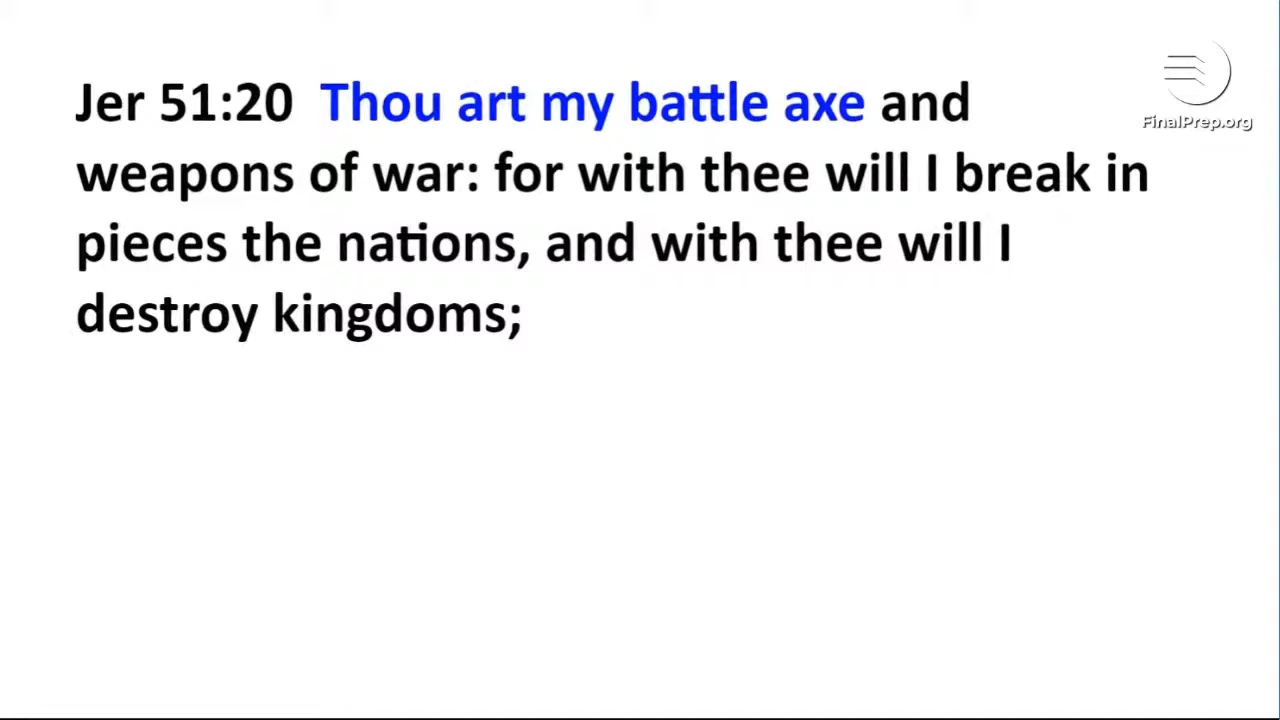 Jer 51:20 Thou art my battle axe and
weapons of war: for with thee will I break in
pieces the nations, and with thee will I
destroy kingdoms;
FinalPrep.org